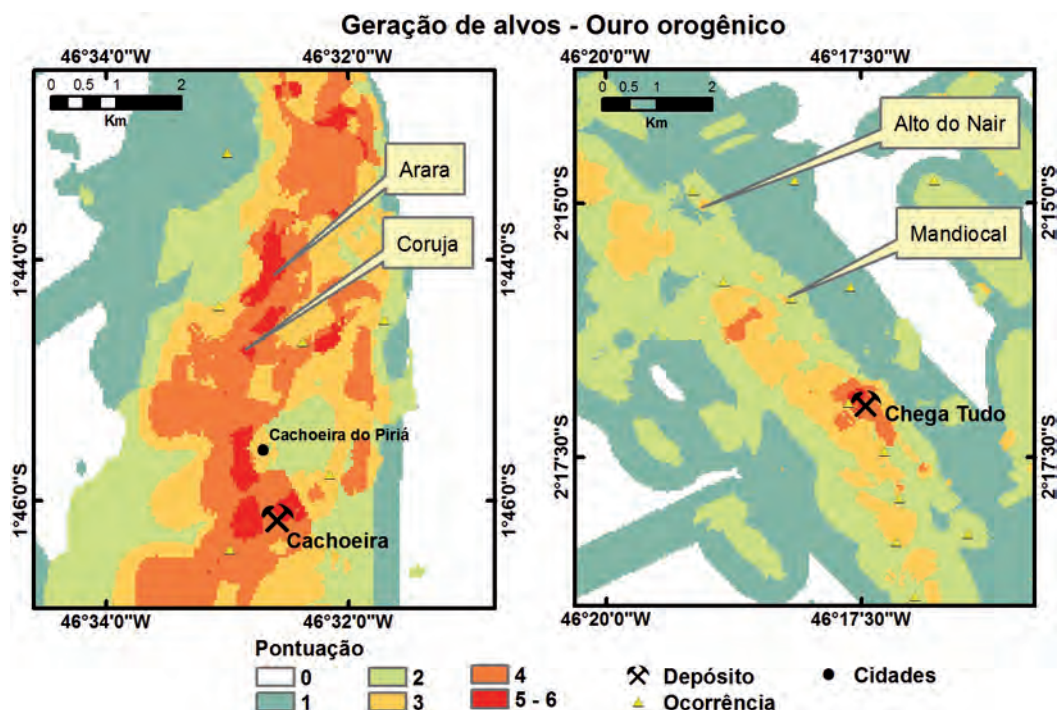 Geração de alvos - Ouro orogênico
46°34'0"W
46°32'0"W
0 0.5 1 2
Km
1°44'0"S
1°46'0"S
Arara
Coruja
Cachoeira do Piriá
Cachoeira
46°34'0"W
46°32'0"W
1°44'0"S
1°46'0"S
46°20'0"W
46°17'30"W
0 0.5 1 2
Km
2°15'0"S
2°17'30"S
Alto do Nair
Mandiocal
Chega Tudo
2°15'0"S
2°17'30"S
46°20'0"W
46°17'30"W
Pontuação
0
1
2
3
4
5 - 6
Depósito
Ocorrência
Cidades